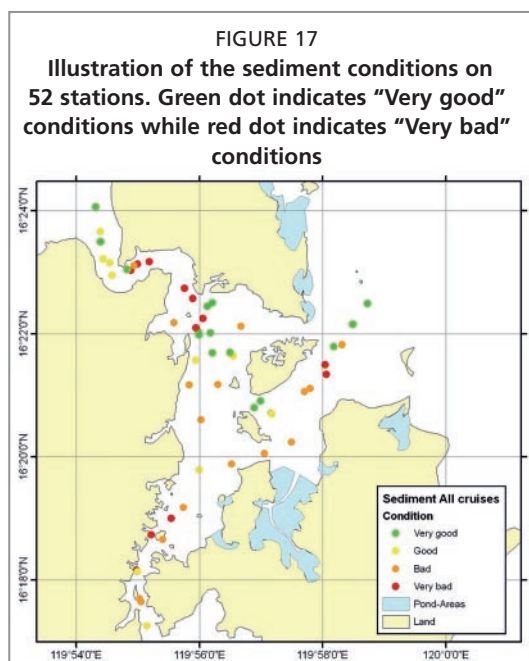 FIGURE 17
Illustration of the sediment conditions on
52 stations. Green dot indicates “Very good”
conditions while red dot indicates “Very bad”
conditions
16°24'0"N
16°22'0"N
16°20'0"N
16°18'0"N
Sediment All cruises
Condition
Very good
Good
Bad
Very bad
Pond-Areas
Land
119°54'0"E 119°56'0"E 119°58'0"E 120°0'0"E